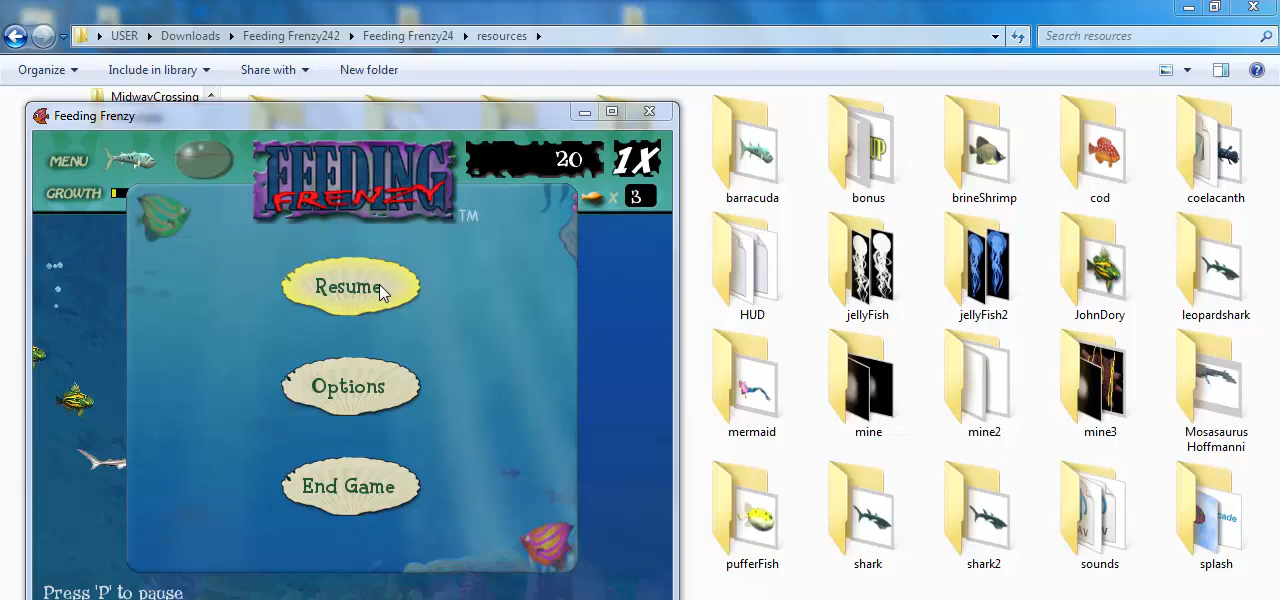 USER Downloads Feeding Frenzy242 Feeding Frenzy24 resources
Search resources
Organize Include in library Share with New folder
MidwayCrossing
Feeding Frenzy
MENU
20
1X
GROWTH
x 3
FEEDING
FRENZY
TM
Resume
Options
End Game
Press 'P' to pause
barracuda bonus brineShrimp cod coelacanth
HUD jellyFish jellyFish2 JohnDory leopardshark
mermaid mine mine2 mine3 Mosasaurus
Hoffmanni
pufferFish shark shark2 sounds splash